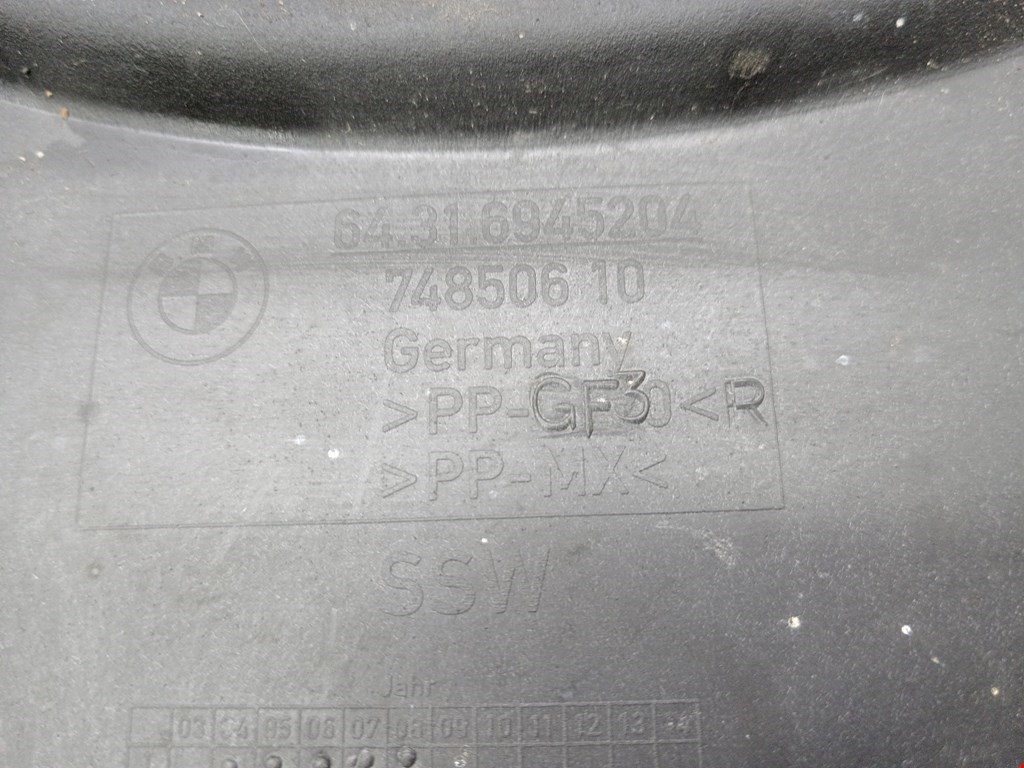 BMW
64.31.6945204
748506 10
Germany
>PP-GF30<R
>PP-MX<
SSW
Jahr
03 04 05 06 07 08 09 10 11 12 13